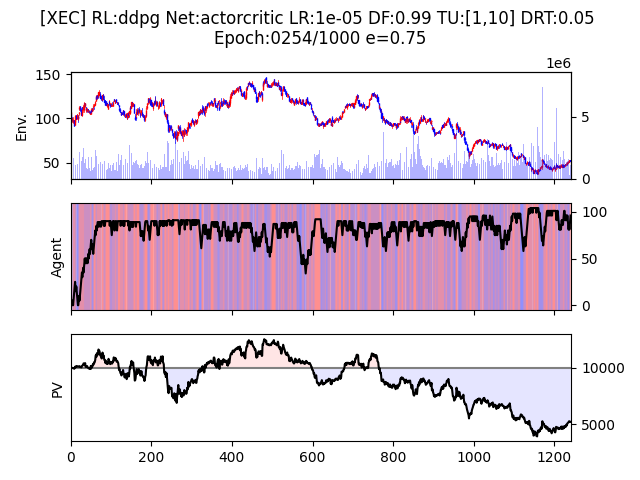 [XEC] RL:ddpg Net:actorcritic LR:1e-05 DF:0.99 TU:[1,10] DRT:0.05
Epoch:0254/1000 e=0.75
1e6
150
100
50
Env.
5
0
Agent
100
50
0
PV
10000
5000
0 200 400 600 800 1000 1200